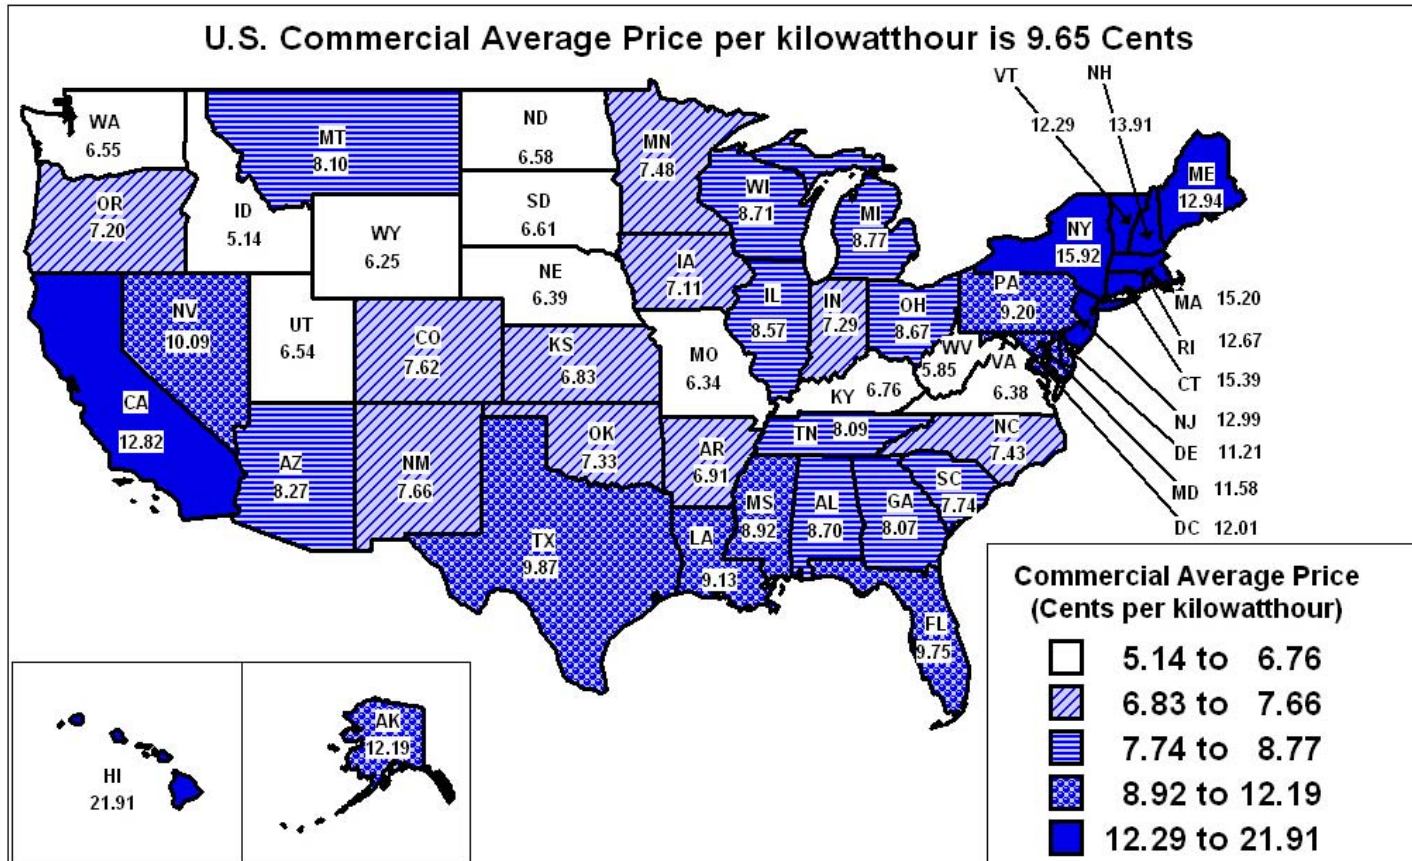 U.S. Commercial Average Price per kilowatthour is 9.65 Cents
VT
12.29
NH
13.91
WA
6.55
MT
8.10
ND
6.58
MN
7.48
OR
7.20
ID
5.14
WY
6.25
SD
6.61
WI
8.71
MI
8.77
NY
15.92
ME
12.94
NV
10.09
UT
6.54
CO
7.62
NE
6.39
IA
7.11
IL
8.57
IN
7.29
OH
8.67
PA
9.20
MA 15.20
RI 12.67
CT 15.39
NJ 12.99
DE 11.21
MD 11.58
DC 12.01
CA
12.82
KS
6.83
MO
6.34
KY 6.76
WV
5.85
VA
6.38
AZ
8.27
NM
7.66
OK
7.33
AR
6.91
TN 8.09
NC
7.43
SC
7.74
TX
9.87
LA
9.13
MS
8.92
AL
8.70
GA
8.07
FL
9.75
HI
21.91
AK
12.19
Commercial Average Price
(Cents per kilowatthour)
5.14 to 6.76
6.83 to 7.66
7.74 to 8.77
8.92 to 12.19
12.29 to 21.91